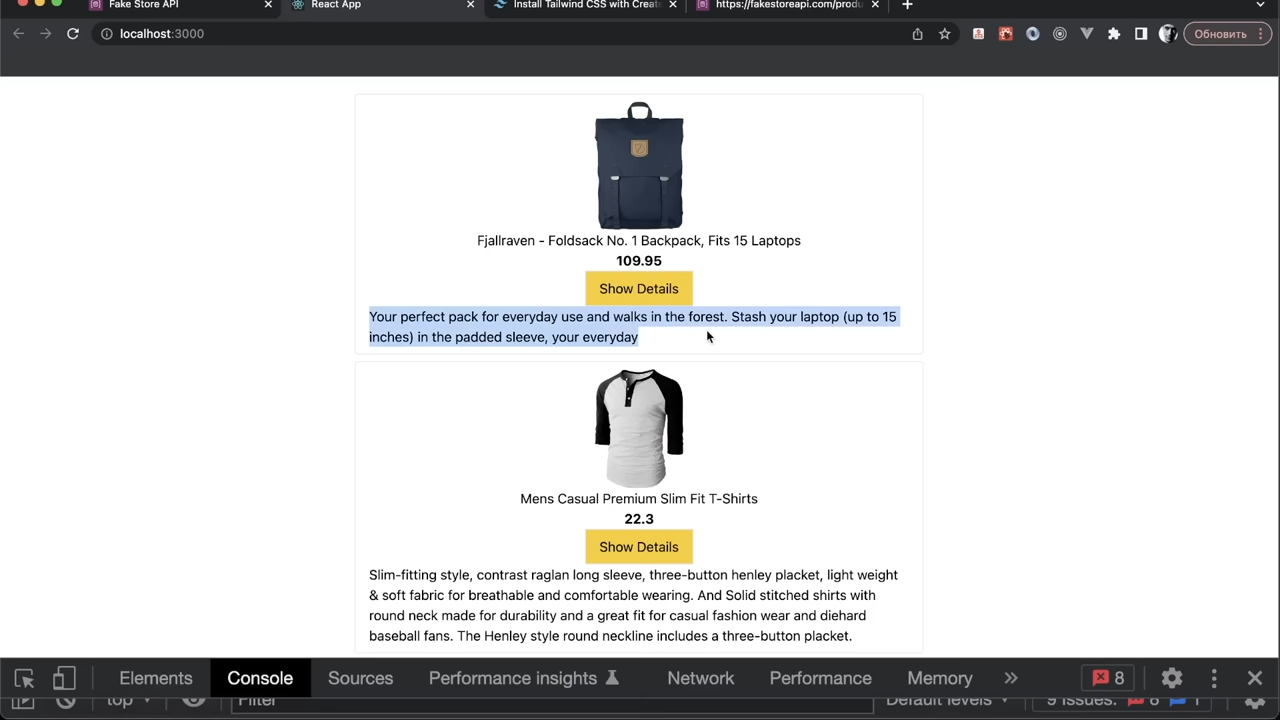 Fake Store API
React App
Install Tailwind CSS with Create
https://fakestoreapi.com/produ
localhost:3000
Обновить
Fjallraven - Foldsack No. 1 Backpack, Fits 15 Laptops
109.95
Show Details
Your perfect pack for everyday use and walks in the forest. Stash your laptop (up to 15
inches) in the padded sleeve, your everyday
Mens Casual Premium Slim Fit T-Shirts
22.3
Show Details
Slim-fitting style, contrast raglan long sleeve, three-button henley placket, light weight
& soft fabric for breathable and comfortable wearing. And Solid stitched shirts with
round neck made for durability and a great fit for casual fashion wear and diehard
baseball fans. The Henley style round neckline includes a three-button placket.
Elements
Console
Sources
Performance insights
Network
Performance
Memory
8
top
Filter
Default levels
9 Issues:
6
1